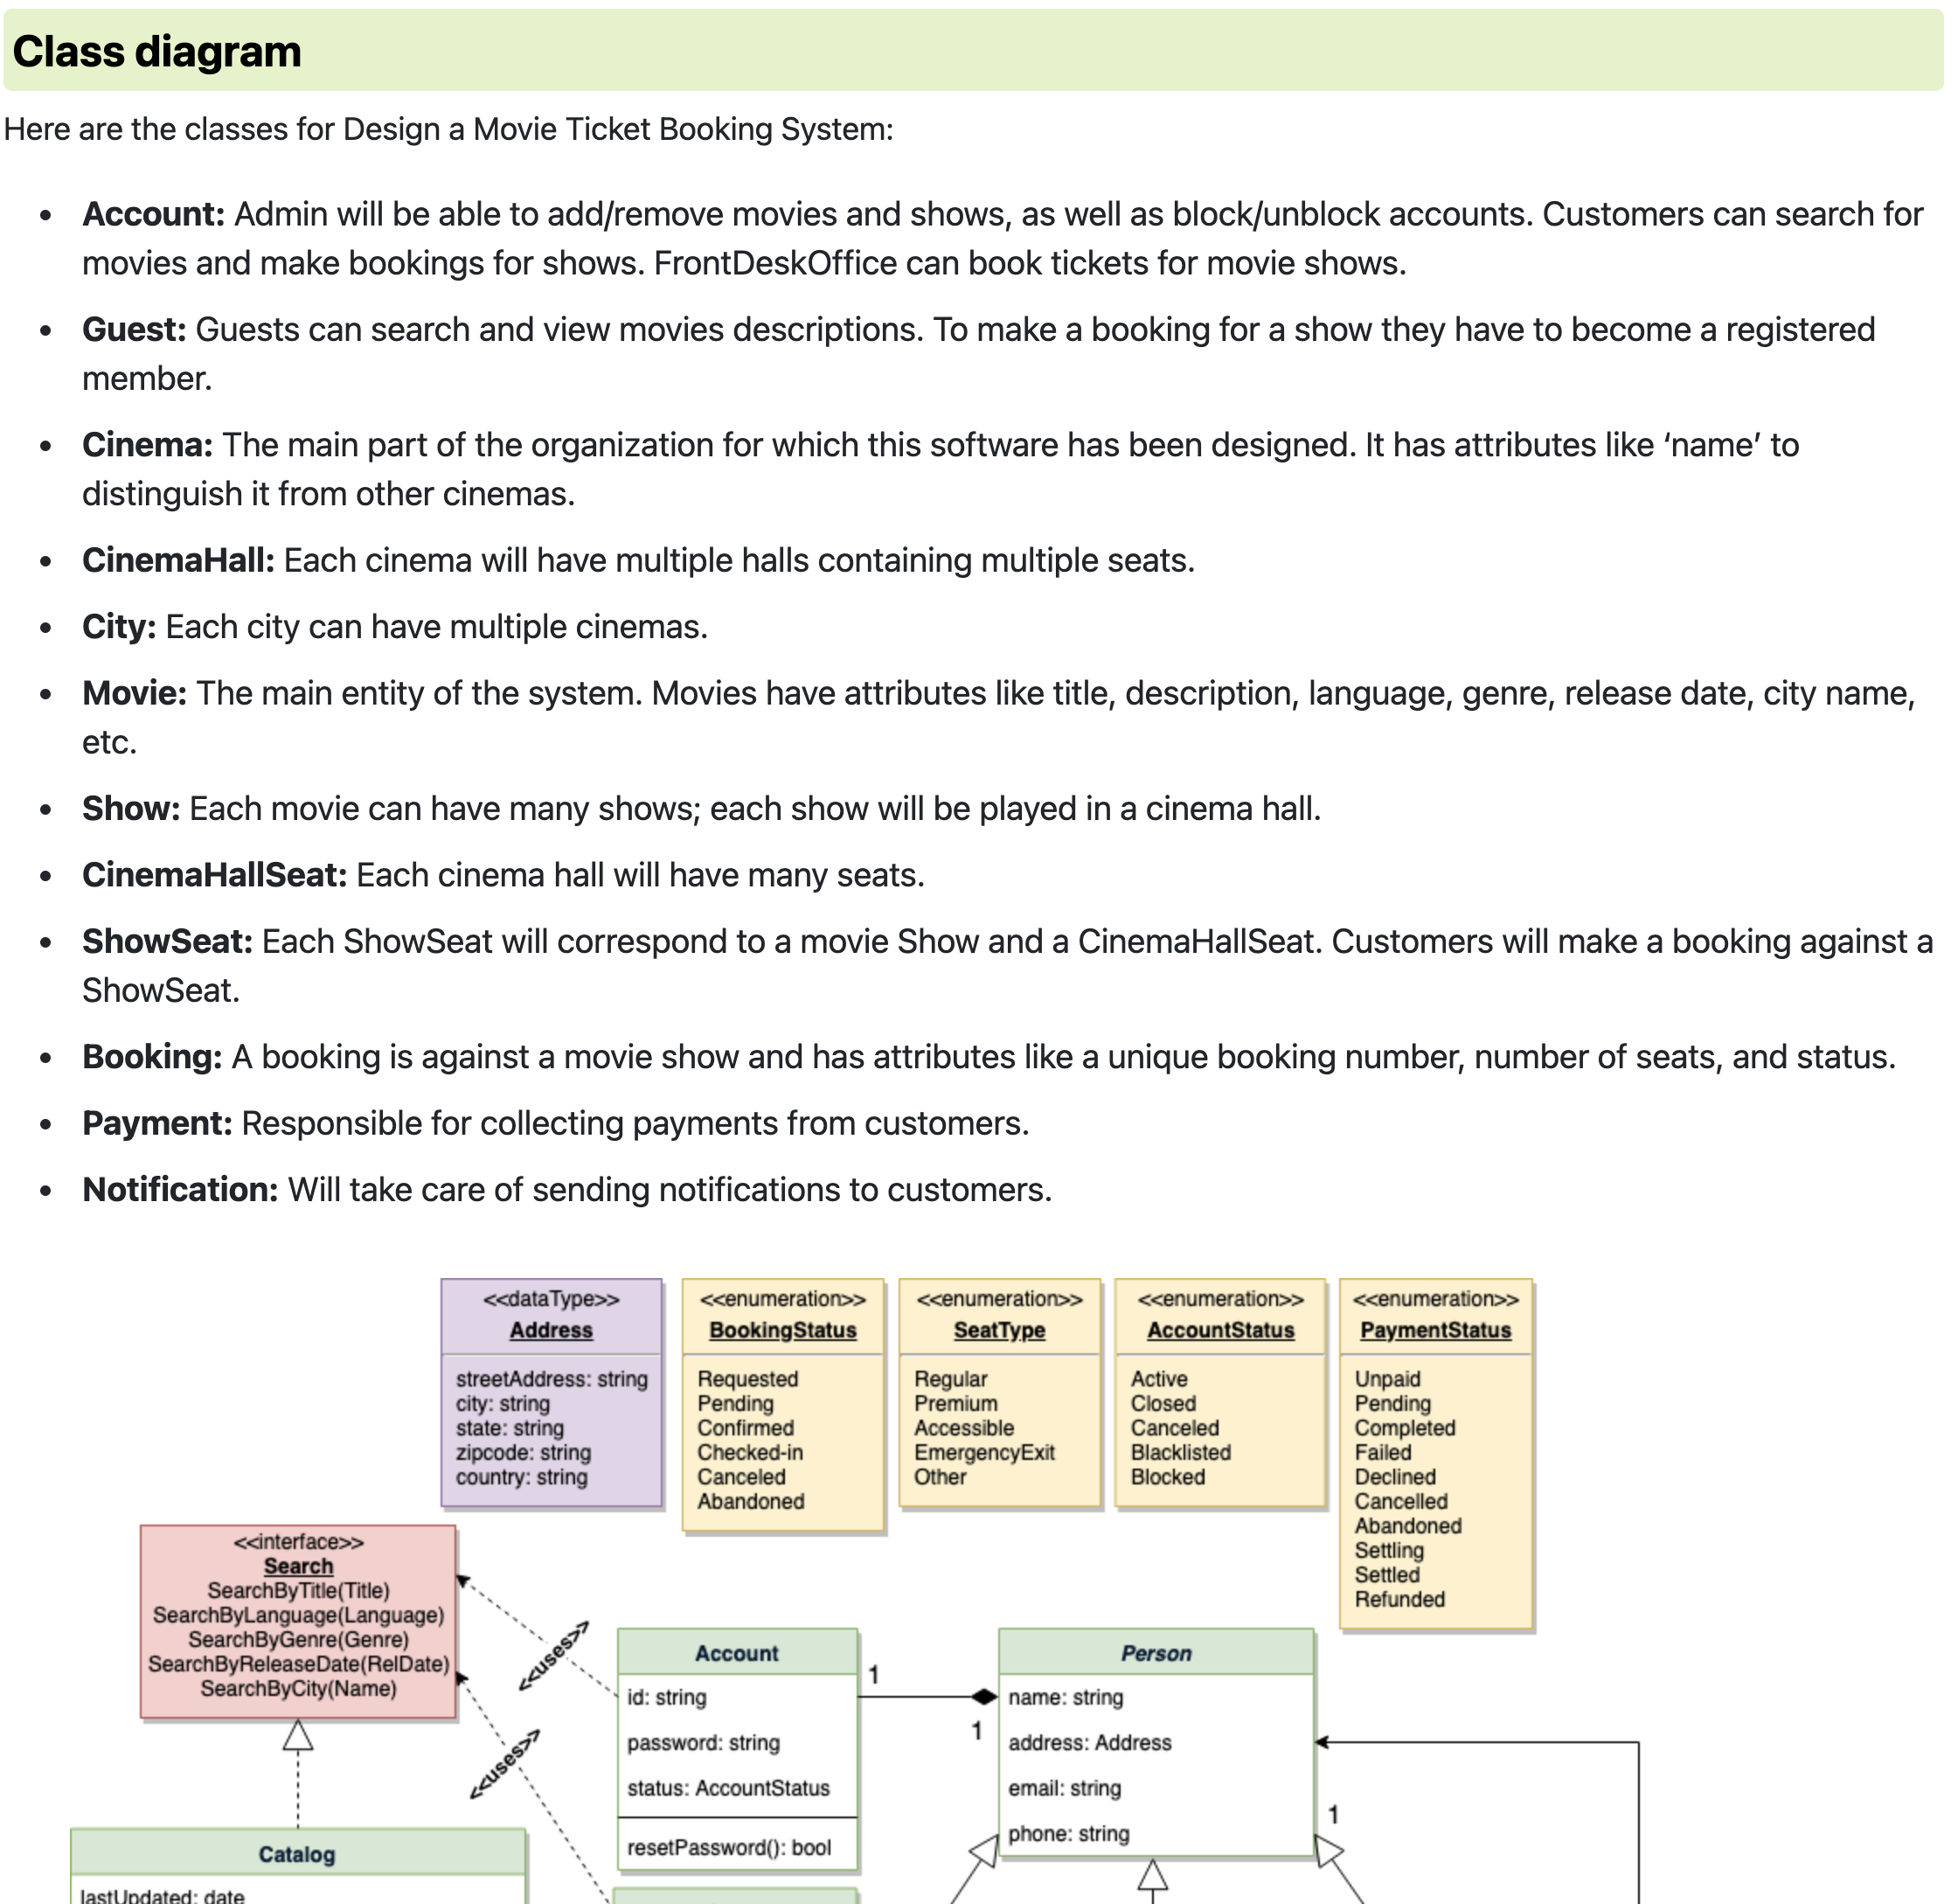 Class diagram
Here are the classes for Design a Movie Ticket Booking System:
• Account: Admin will be able to add/remove movies and shows, as well as block/unblock accounts. Customers can search for
movies and make bookings for shows. FrontDeskOffice can book tickets for movie shows.
• Guest: Guests can search and view movies descriptions. To make a booking for a show they have to become a registered
member.
• Cinema: The main part of the organization for which this software has been designed. It has attributes like ‘name’ to
distinguish it from other cinemas.
• CinemaHall: Each cinema will have multiple halls containing multiple seats.
• City: Each city can have multiple cinemas.
• Movie: The main entity of the system. Movies have attributes like title, description, language, genre, release date, city name,
etc.
• Show: Each movie can have many shows; each show will be played in a cinema hall.
• CinemaHallSeat: Each cinema hall will have many seats.
• ShowSeat: Each ShowSeat will correspond to a movie Show and a CinemaHallSeat. Customers will make a booking against a
ShowSeat.
• Booking: A booking is against a movie show and has attributes like a unique booking number, number of seats, and status.
• Payment: Responsible for collecting payments from customers.
• Notification: Will take care of sending notifications to customers.
<<dataType>>
Address
streetAddress: string
city: string
state: string
zipcode: string
country: string
<<enumeration>>
BookingStatus
Requested
Pending
Confirmed
Checked-in
Canceled
Abandoned
<<enumeration>>
SeatType
Regular
Premium
Accessible
EmergencyExit
Other
<<enumeration>>
AccountStatus
Active
Closed
Canceled
Blacklisted
Blocked
<<enumeration>>
PaymentStatus
Unpaid
Pending
Completed
Failed
Declined
Cancelled
Abandoned
Settling
Settled
Refunded
<<interface>>
Search
SearchByTitle(Title)
SearchByLanguage(Language)
SearchByGenre(Genre)
SearchByReleaseDate(RelDate)
SearchByCity(Name)
<<uses>>
<<uses>>
Account
id: string
password: string
status: AccountStatus
resetPassword(): bool
1
1
Person
name: string
address: Address
email: string
phone: string
1
Catalog
lastUpdated: date